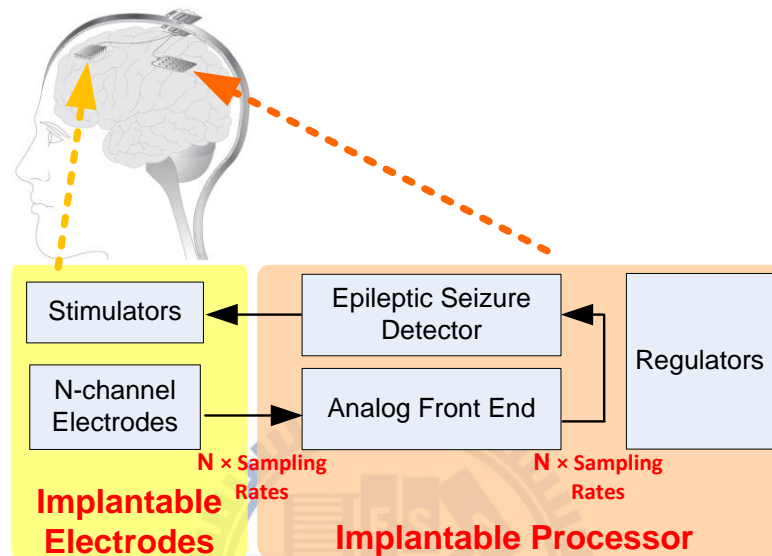 Stimulators
Epileptic Seizure
Detector
Regulators
N-channel
Electrodes
Analog Front End
N × Sampling
Rates
N × Sampling
Rates
Implantable
Electrodes
Implantable Processor